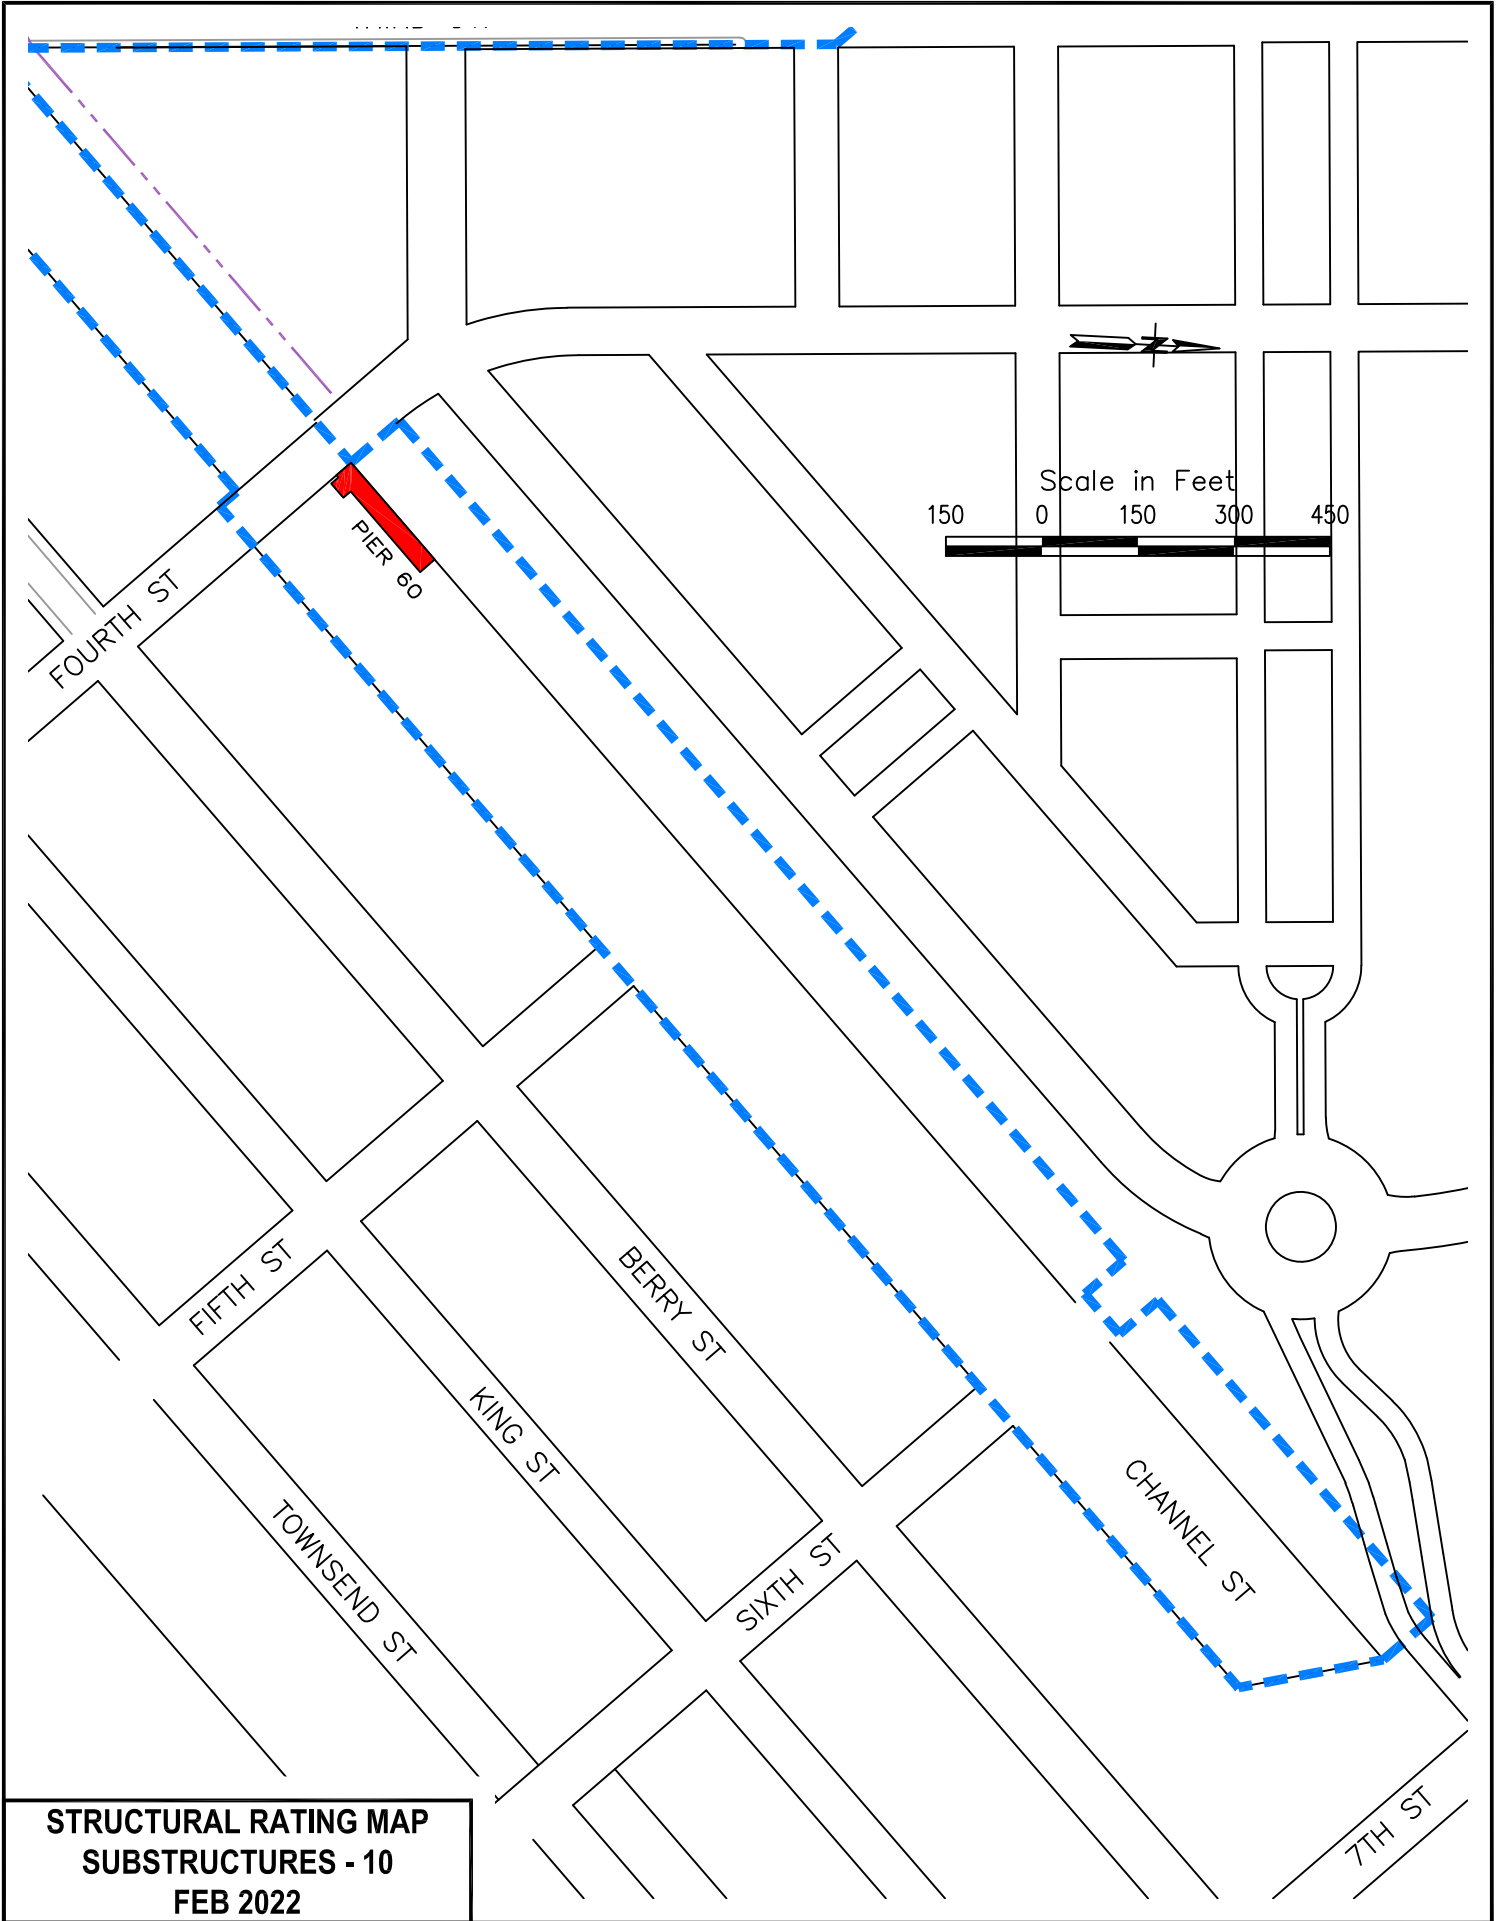 Scale in Feet
150 0 150 300 450
PIER 60
FOURTH ST
FIFTH ST
BERRY ST
KING ST
TOWNSEND ST
SIXTH ST
CHANNEL ST
7TH ST
STRUCTURAL RATING MAP
SUBSTRUCTURES - 10
FEB 2022